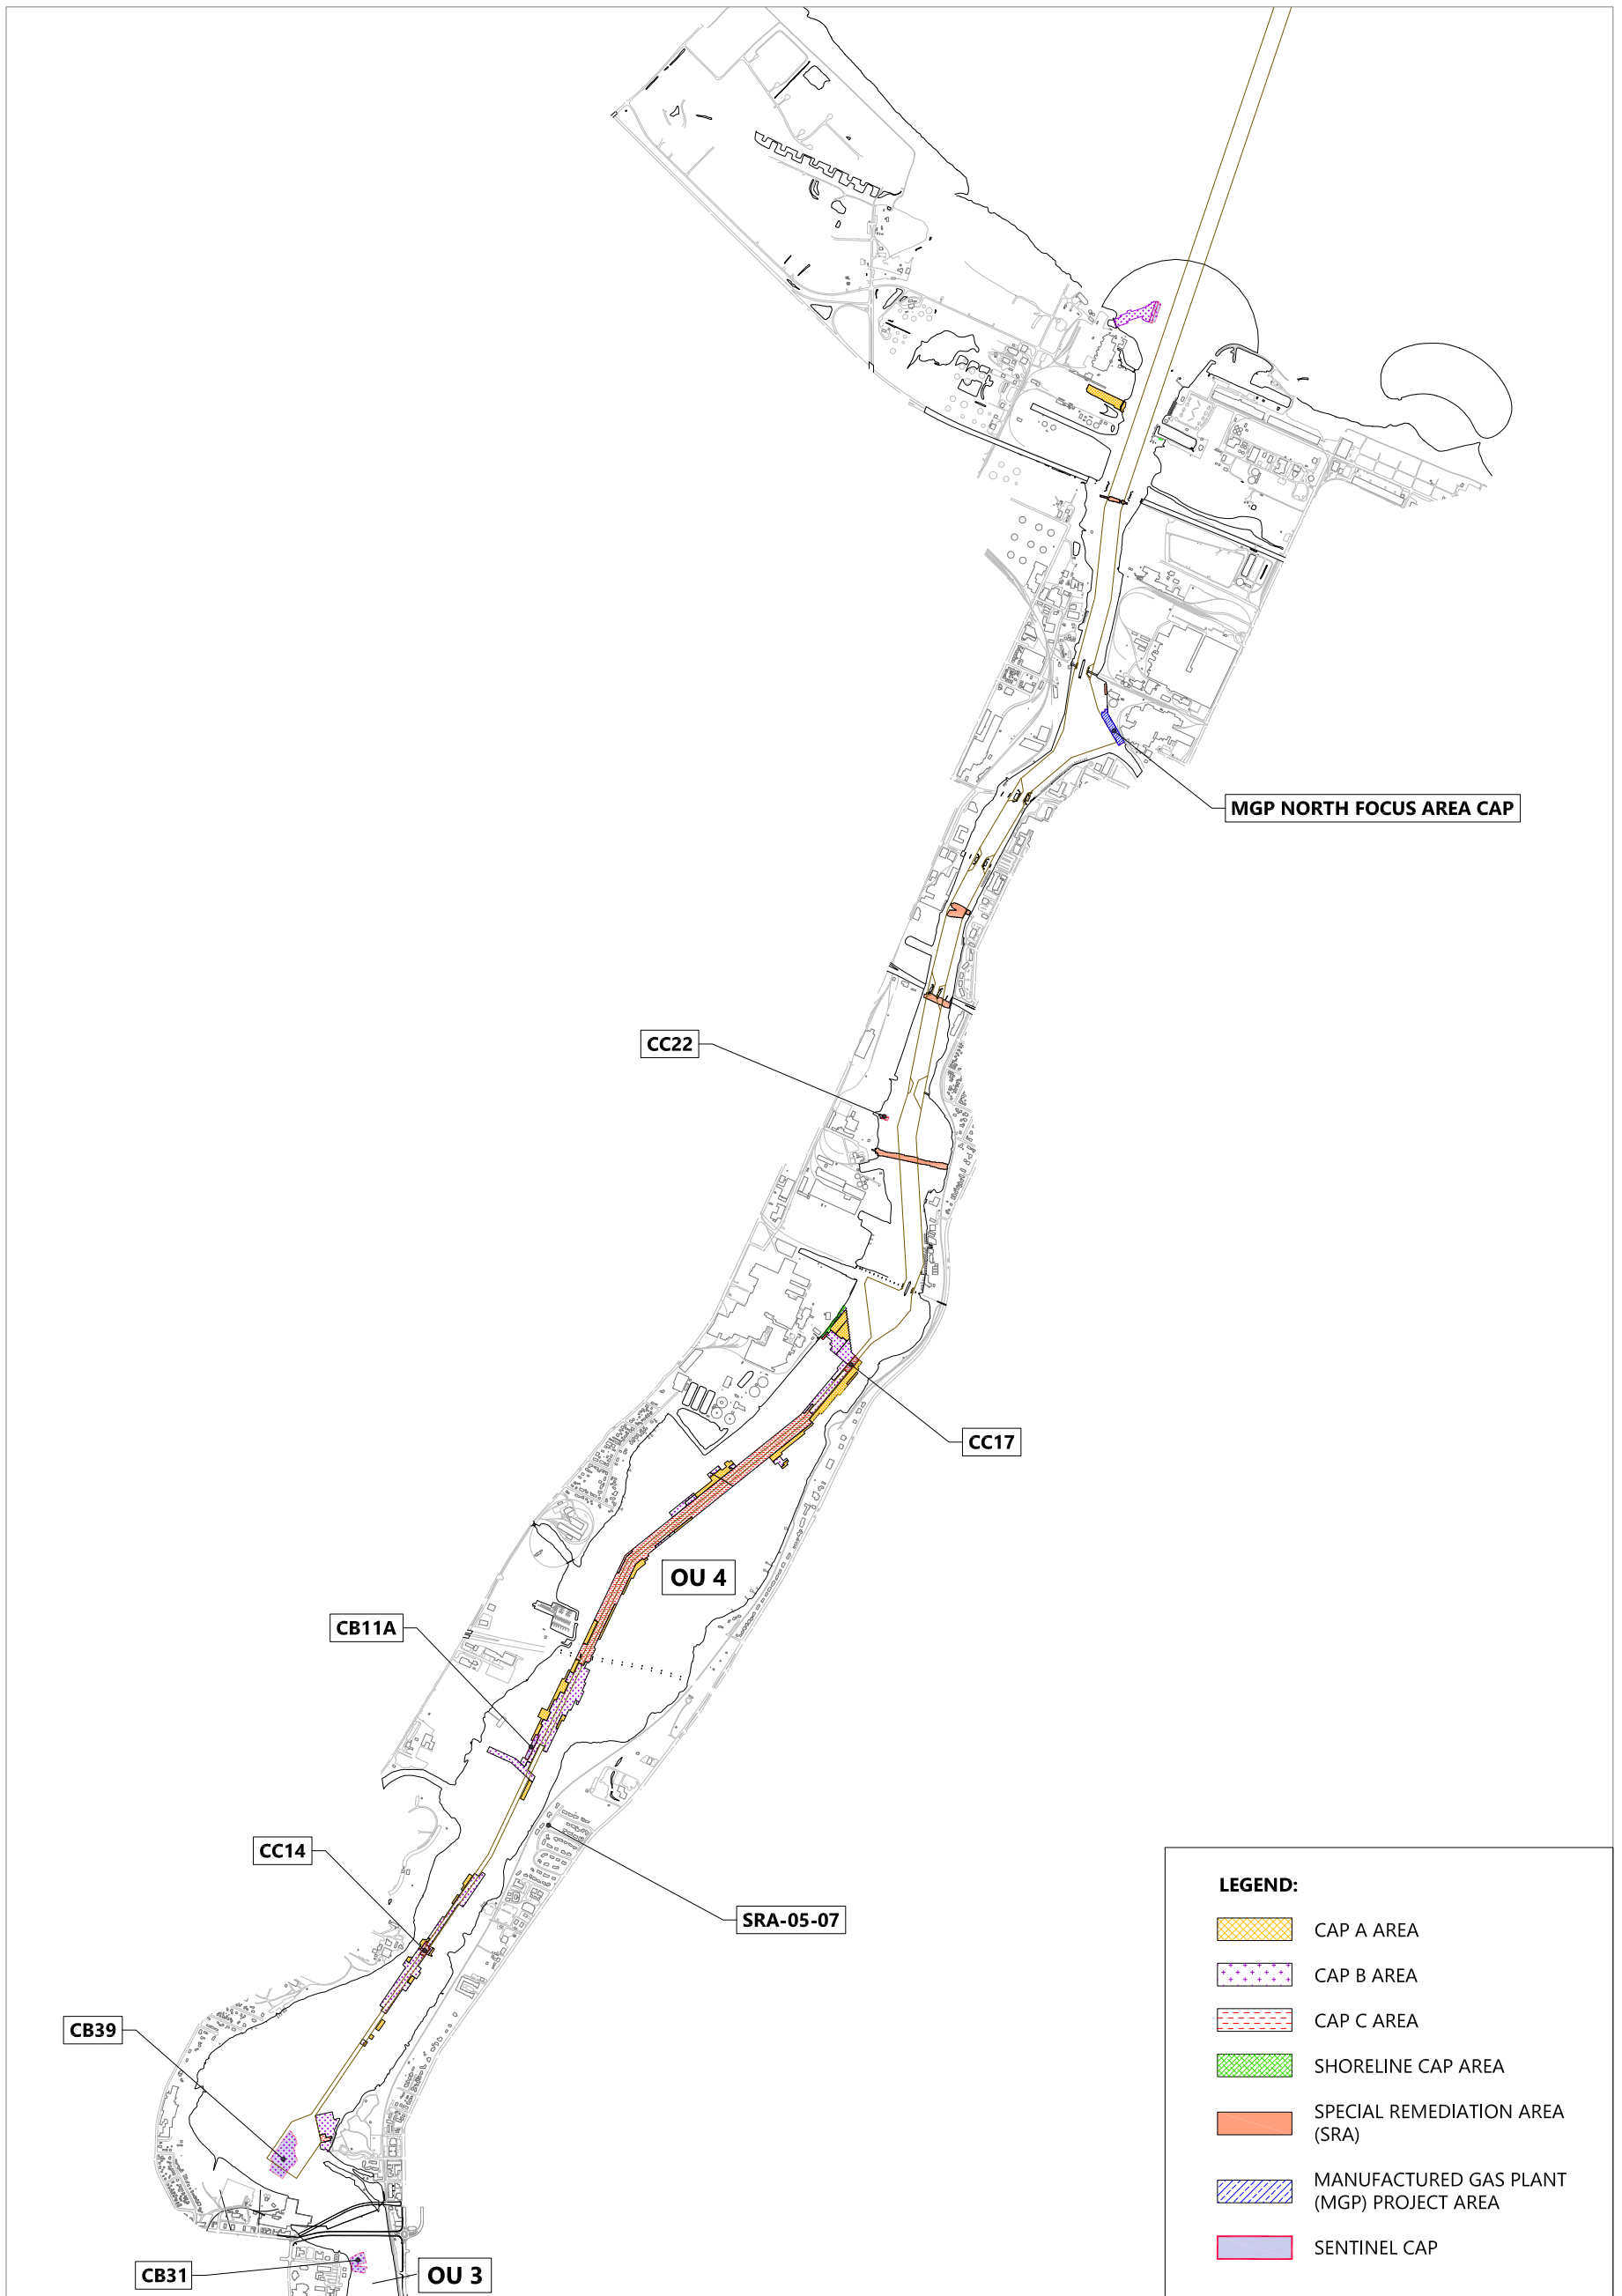 MGP NORTH FOCUS AREA CAP
CC22
CC17
OU 4
CB11A
CC14
SRA-05-07
CB39
CB31
OU 3
LEGEND:
CAP A AREA
CAP B AREA
CAP C AREA
SHORELINE CAP AREA
SPECIAL REMEDIATION AREA
(SRA)
MANUFACTURED GAS PLANT
(MGP) PROJECT AREA
SENTINEL CAP